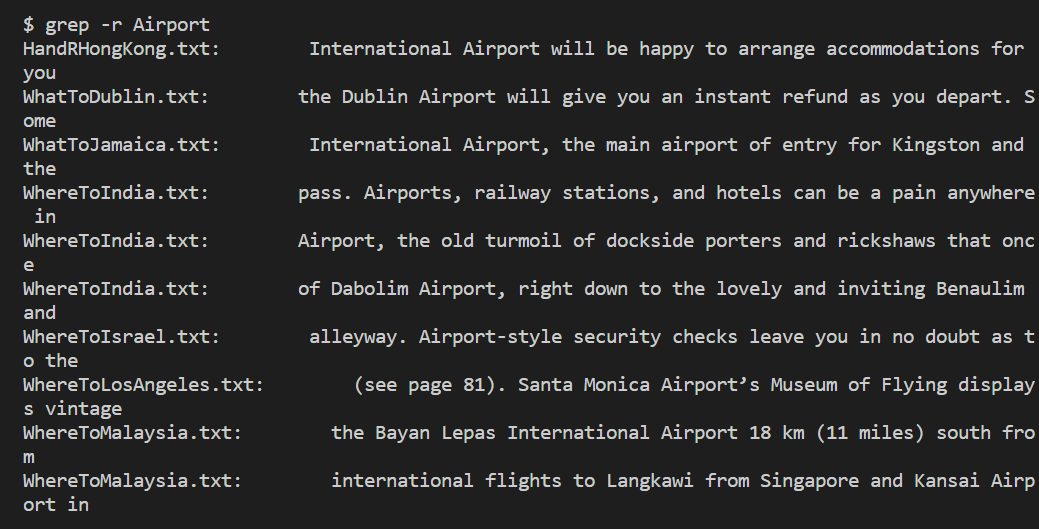 $ grep -r Airport
HandRHongKong.txt:        International Airport will be happy to arrange accommodations for
you
WhatToDublin.txt:        the Dublin Airport will give you an instant refund as you depart. S
ome
WhatToJamaica.txt:        International Airport, the main airport of entry for Kingston and
the
WhereToIndia.txt:        pass. Airports, railway stations, and hotels can be a pain anywhere
 in
WhereToIndia.txt:        Airport, the old turmoil of dockside porters and rickshaws that onc
e
WhereToIndia.txt:        of Dabolim Airport, right down to the lovely and inviting Benaulim
and
WhereToIsrael.txt:        alleyway. Airport-style security checks leave you in no doubt as t
o the
WhereToLosAngeles.txt:        (see page 81). Santa Monica Airport’s Museum of Flying display
s vintage
WhereToMalaysia.txt:        the Bayan Lepas International Airport 18 km (11 miles) south fro
m
WhereToMalaysia.txt:        international flights to Langkawi from Singapore and Kansai Airp
ort in